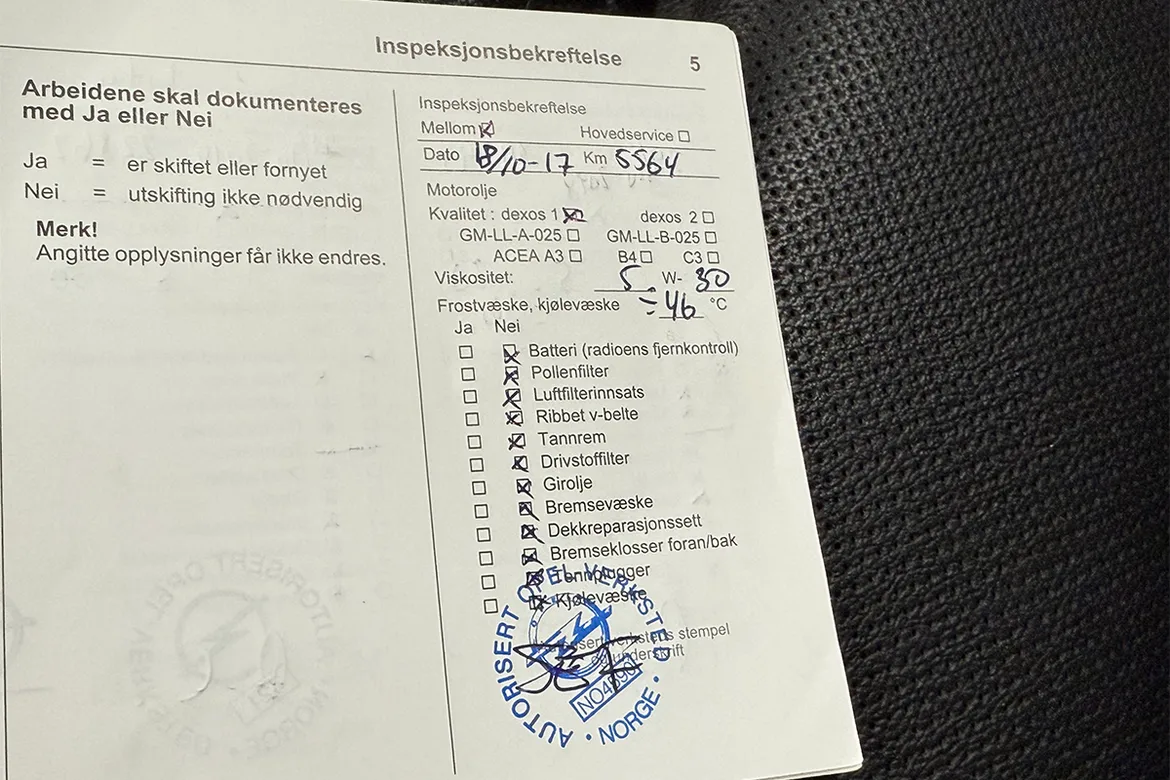 Inspeksjonsbekreftelse 5
Arbeidene skal dokumenteres
med Ja eller Nei
Ja = er skiftet eller fornyet
Nei = utskifting ikke nødvendig
Merk!
Angitte opplysninger får ikke endres.
Inspeksjonsbekreftelse
Mellom Hovedservice
Dato 18/10-17 Km 5564
Motorolje
Kvalitet : dexos 1 dexos 2
GM-LL-A-025 GM-LL-B-025
ACEA A3 B4 C3
Viskositet: 5 W- 30
Frostvæske, kjølevæske ÷ 46 °C
Ja Nei
Batteri (radioens fjernkontroll)
Pollenfilter
Luftfilterinnsats
Ribbet v-belte
Tannrem
Drivstoffilter
Girolje
Bremsevæske
Dekkreparasjonssett
Bremseklosser foran/bak
Tennplugger
Kjølevæske
stempel
underskrift
AUTORISERT OPEL VERKSTED
• NORGE •